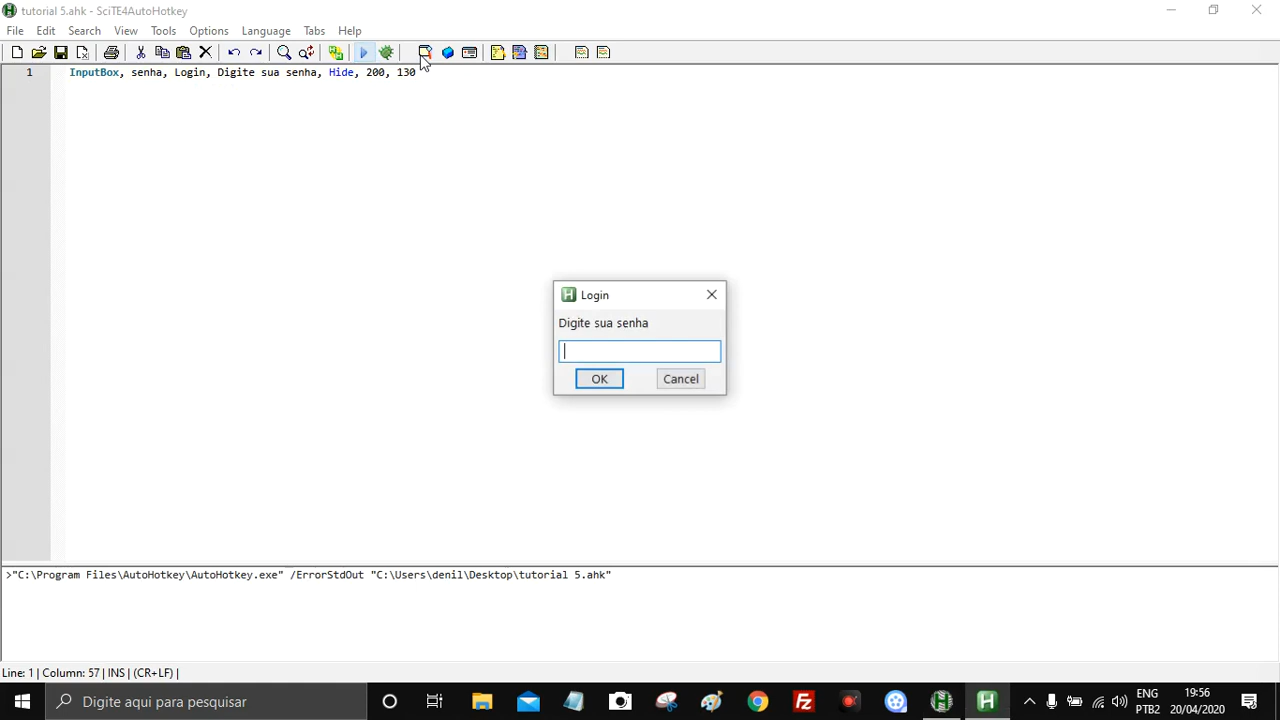 tutorial 5.ahk - SciTE4AutoHotkey
File Edit Search View Tools Options Language Tabs Help
1 InputBox, senha, Login, Digite sua senha, Hide, 200, 130
Login
Digite sua senha
OK Cancel
>"C:\Program Files\AutoHotkey\AutoHotkey.exe" /ErrorStdOut "C:\Users\denil\Desktop\tutorial 5.ahk"
Line: 1 | Column: 57 | INS | (CR+LF) |
Digite aqui para pesquisar
ENG 19:56
PTB2 20/04/2020